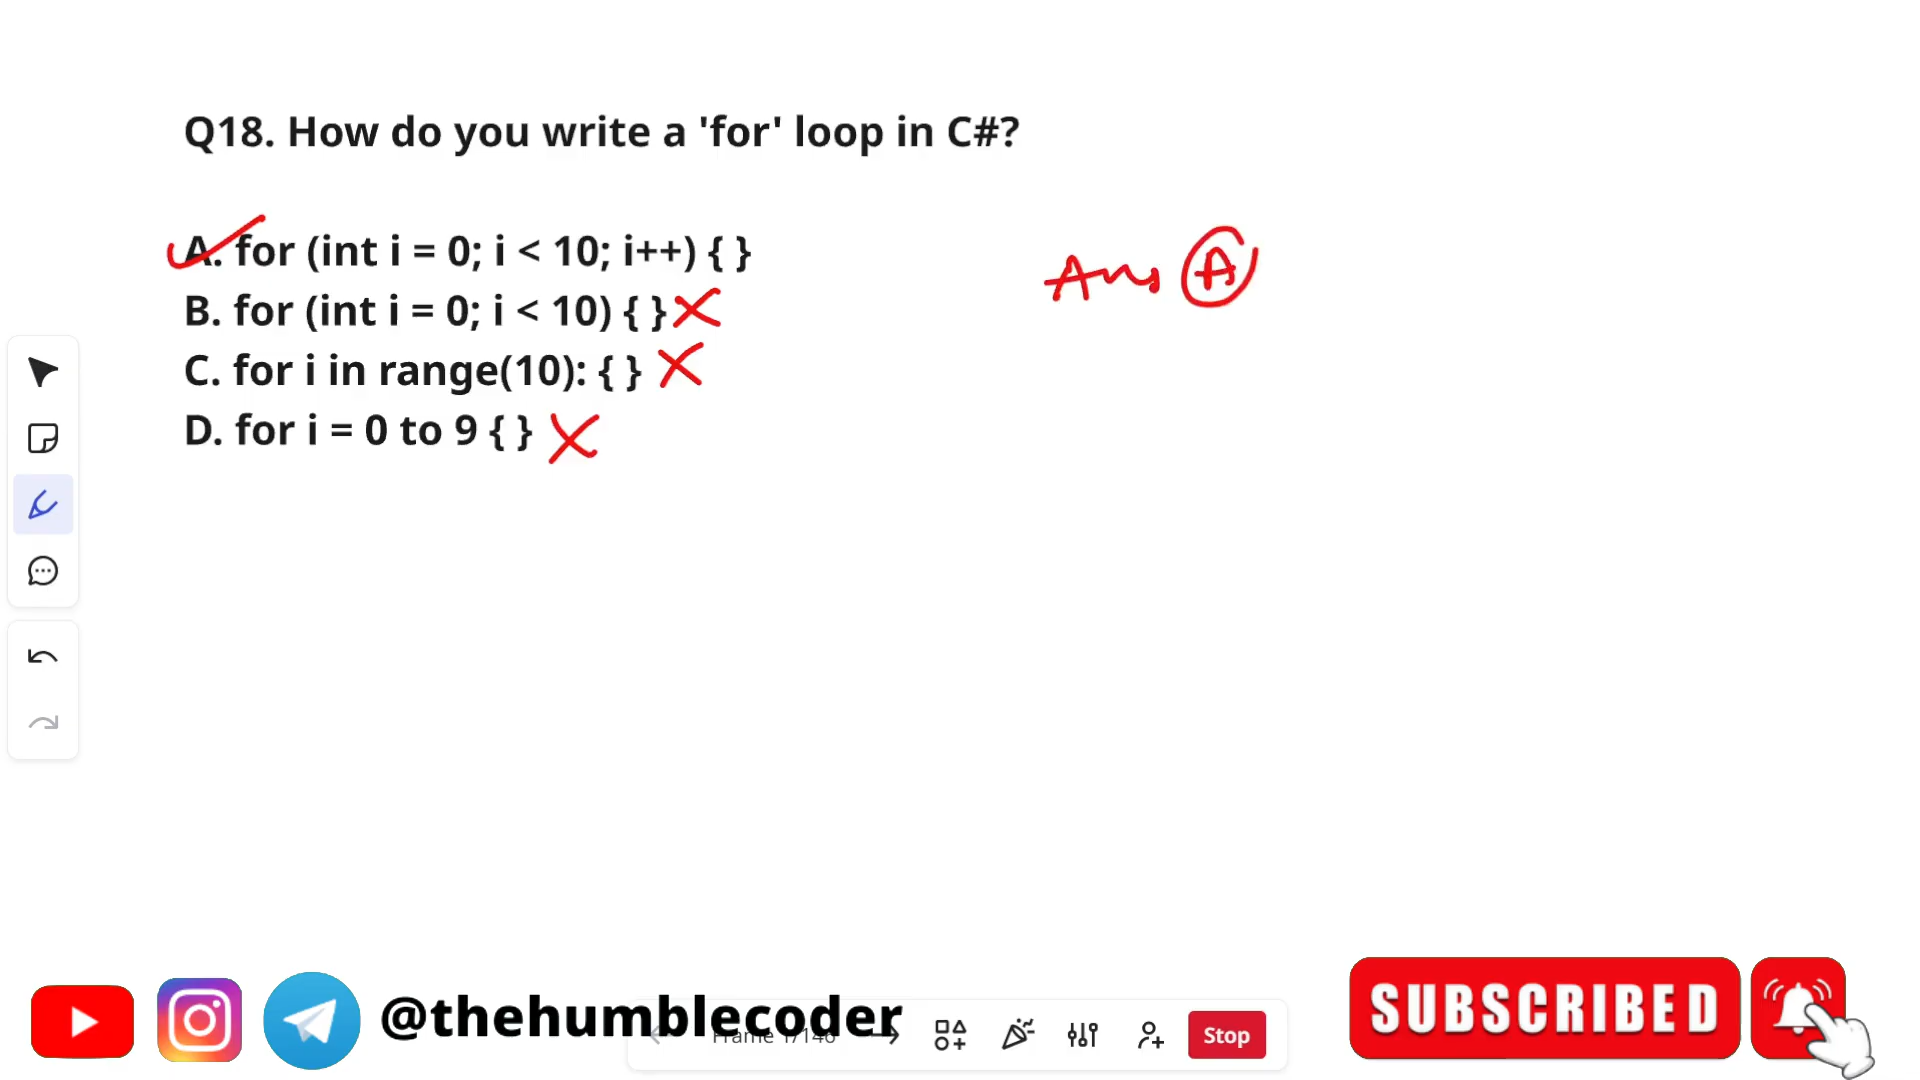 Q18. How do you write a 'for' loop in C#?
A. for (int i = 0; i < 10; i++) { }
B. for (int i = 0; i < 10) { }
C. for i in range(10): { }
D. for i = 0 to 9 { }
Ans A
@thehumblecoder
Stop
SUBSCRIBED